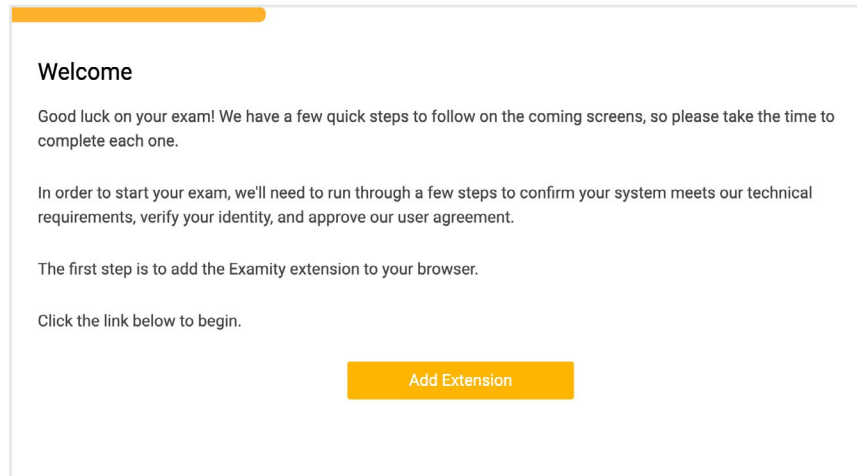 Welcome
Good luck on your exam! We have a few quick steps to follow on the coming screens, so please take the time to
complete each one.
In order to start your exam, we'll need to run through a few steps to confirm your system meets our technical
requirements, verify your identity, and approve our user agreement.
The first step is to add the Examity extension to your browser.
Click the link below to begin.
Add Extension